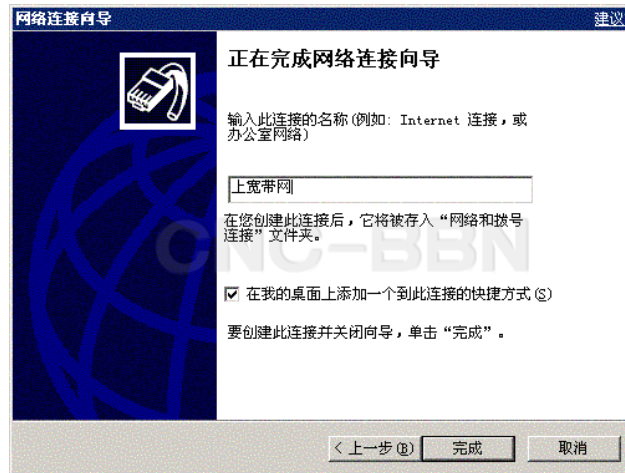 网络连接向导
建议
正在完成网络连接向导
输入此连接的名称(例如: Internet 连接，或
办公室网络)
上宽带网
在您创建此连接后，它将被存入“网络和拨号
连接”文件夹。
CNC-BBN
在我的桌面上添加一个到此连接的快捷方式(S)
要创建此连接并关闭向导，单击“完成”。
< 上一步(B)
完成
取消